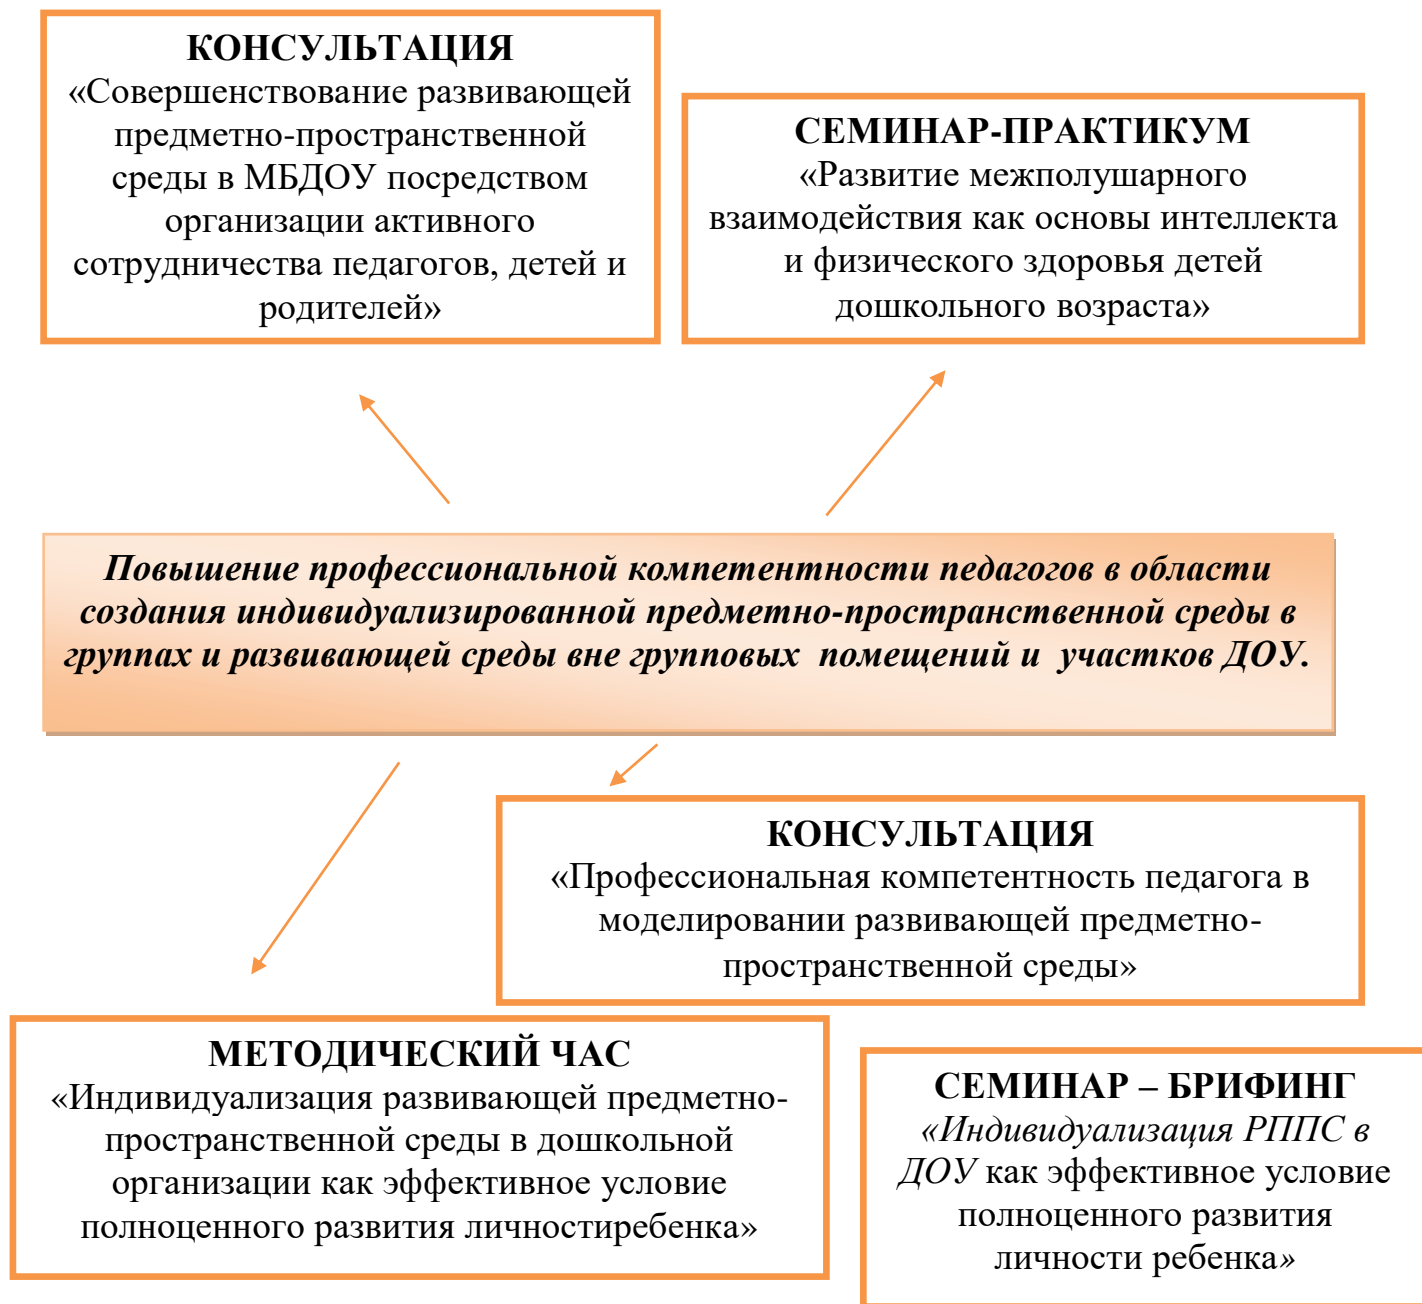 КОНСУЛЬТАЦИЯ
«Совершенствование развивающей
предметно-пространственной
среды в МБДОУ посредством
организации активного
сотрудничества педагогов, детей и
родителей»
СЕМИНАР-ПРАКТИКУМ
«Развитие межполушарного
взаимодействия как основы интеллекта
и физического здоровья детей
дошкольного возраста»
Повышение профессиональной компетентности педагогов в области
создания индивидуализированной предметно-пространственной среды в
группах и развивающей среды вне групповых помещений и участков ДОУ.
КОНСУЛЬТАЦИЯ
«Профессиональная компетентность педагога в
моделировании развивающей предметно-
пространственной среды»
МЕТОДИЧЕСКИЙ ЧАС
«Индивидуализация развивающей предметно-
пространственной среды в дошкольной
организации как эффективное условие
полноценного развития личностиребенка»
СЕМИНАР – БРИФИНГ
«Индивидуализация РППС в
ДОУ как эффективное условие
полноценного развития
личности ребенка»